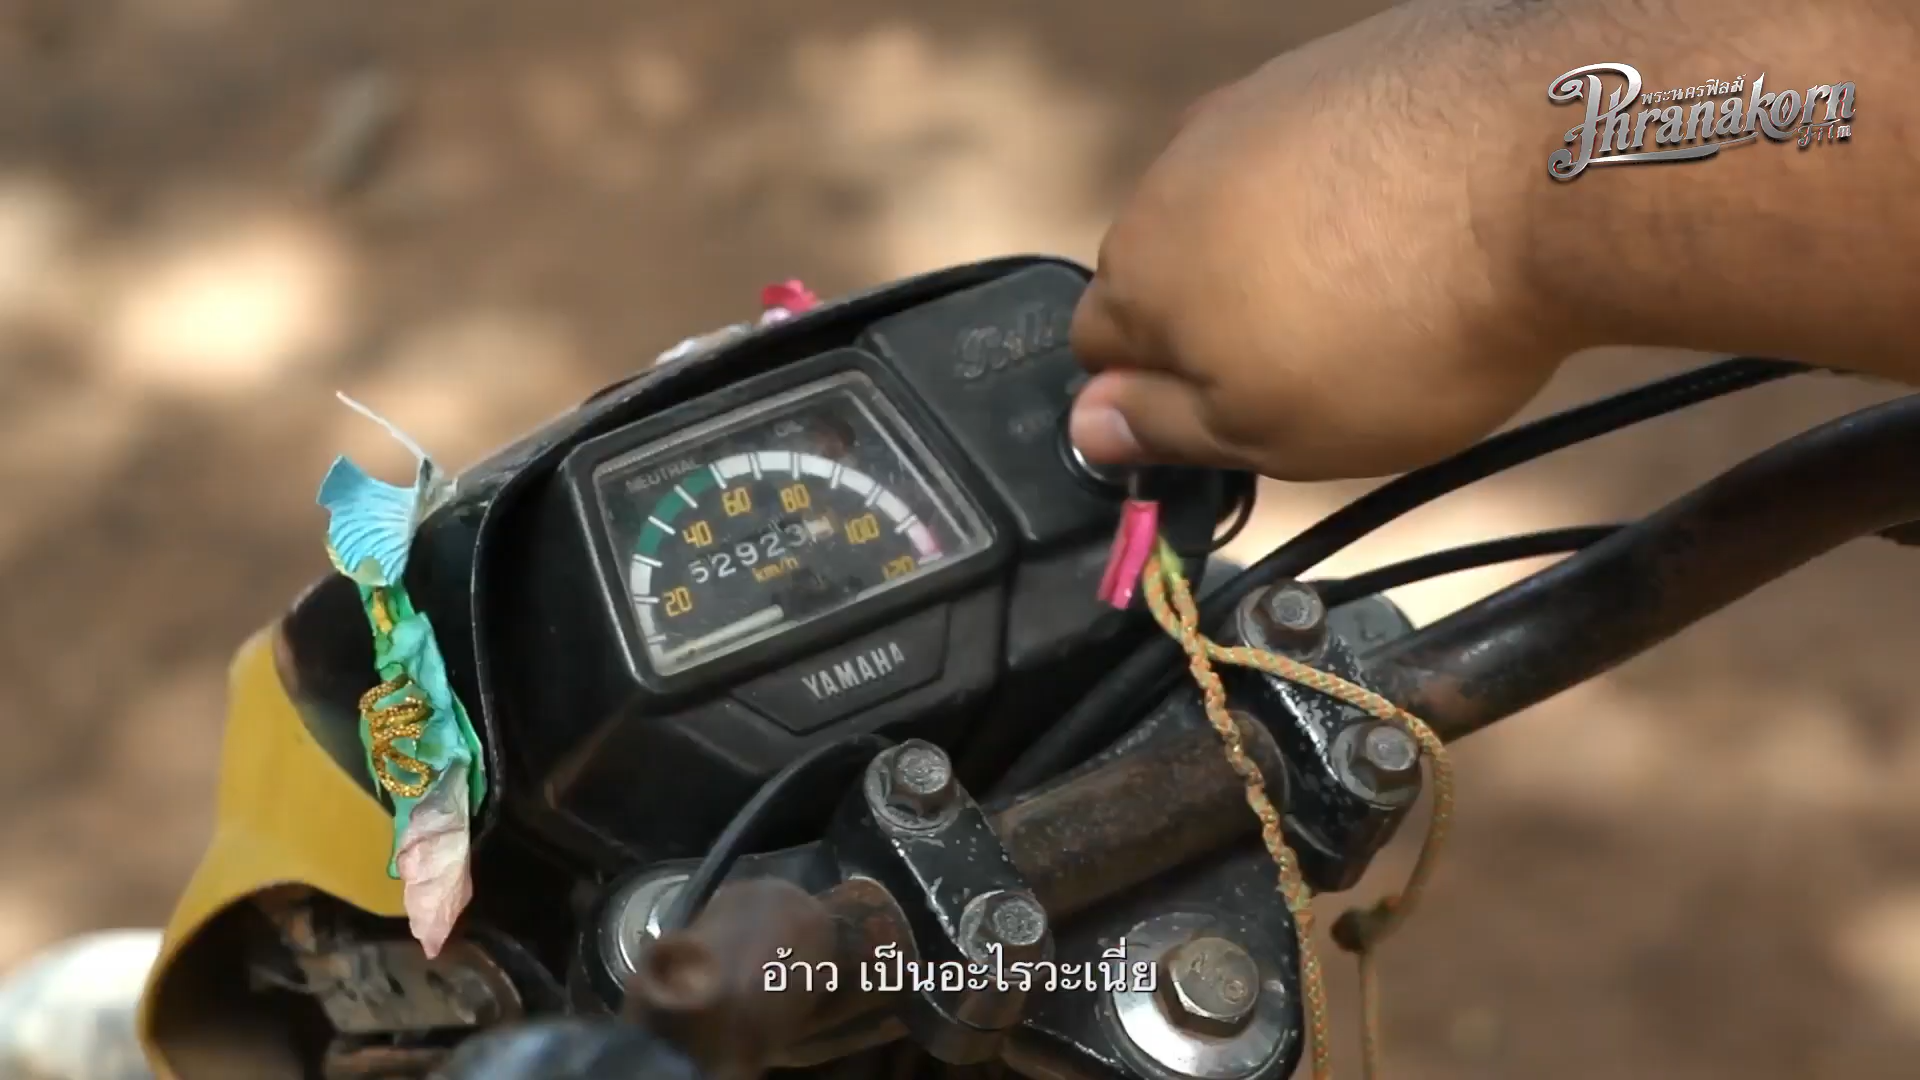 พระนครฟิลม์
Phranakorn
Film
NEUTRAL
OIL
60 80
40 100
52923
km/h
20 120
YAMAHA
อ้าว เป็นอะไรวะเนี่ย